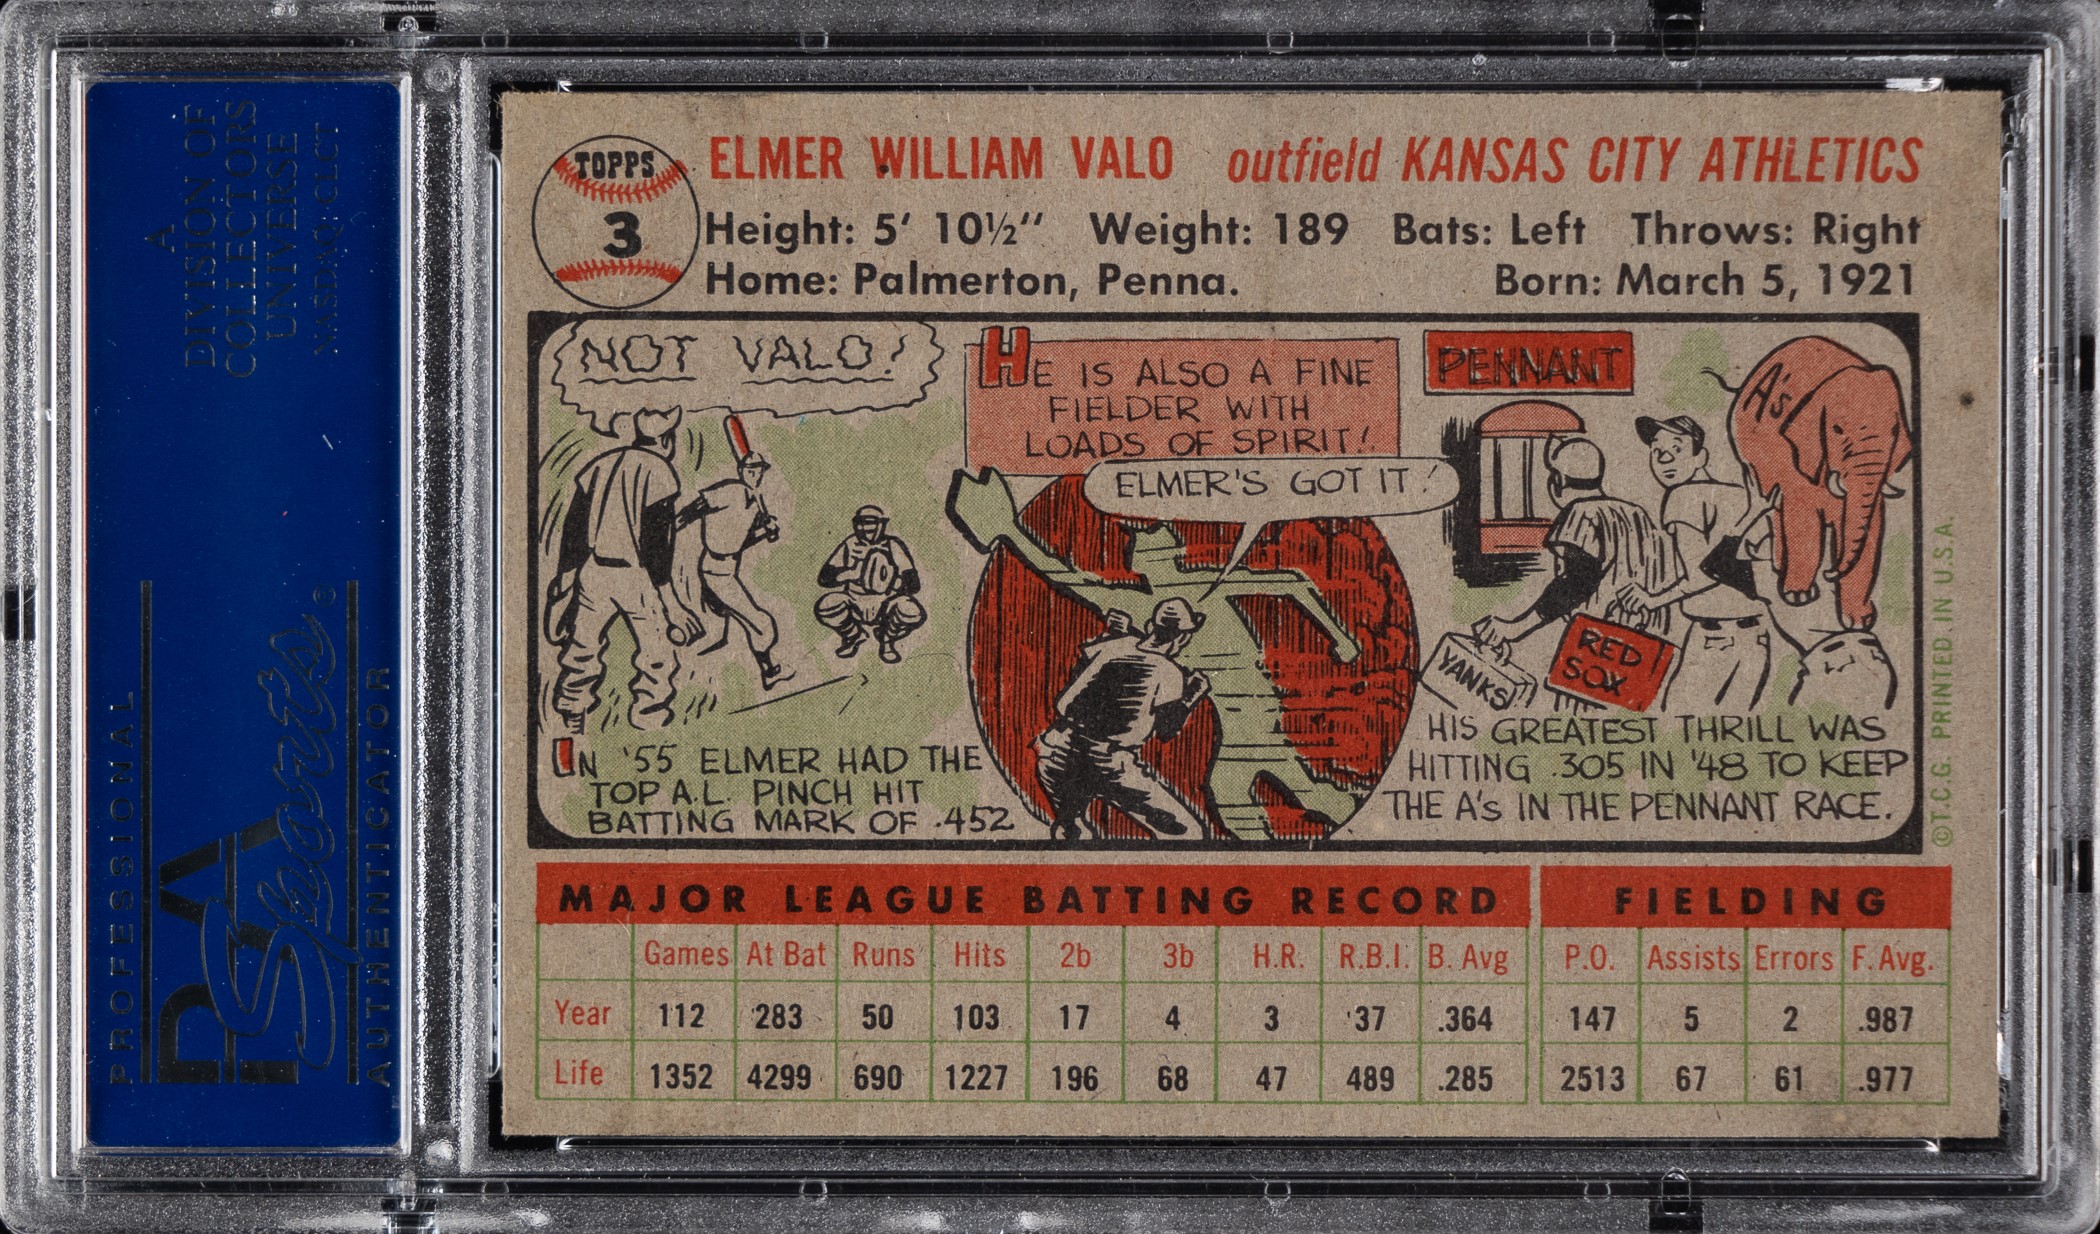 A
DIVISION OF
COLLECTORS
UNIVERSE
NASDAQ: CLCT
PROFESSIONAL
PSA
Sports®
AUTHENTICATOR
TOPPS
3
ELMER WILLIAM VALO outfield KANSAS CITY ATHLETICS
Height: 5' 10½" Weight: 189 Bats: Left Throws: Right
Home: Palmerton, Penna. Born: March 5, 1921
NOT VALO!
IN '55 ELMER HAD THE
TOP A.L. PINCH HIT
BATTING MARK OF .452
HE IS ALSO A FINE
FIELDER WITH
LOADS OF SPIRIT!
ELMER'S GOT IT!
PENNANT
A's
YANKS
RED
SOX
HIS GREATEST THRILL WAS
HITTING .305 IN '48 TO KEEP
THE A's IN THE PENNANT RACE.
©T.C.G. PRINTED IN U.S.A.
MAJOR LEAGUE BATTING RECORD FIELDING
Games At Bat Runs Hits 2b 3b H.R. R.B.I. B. Avg P.O. Assists Errors F. Avg.
Year 112 283 50 103 17 4 3 37 .364 147 5 2 .987
Life 1352 4299 690 1227 196 68 47 489 .285 2513 67 61 .977